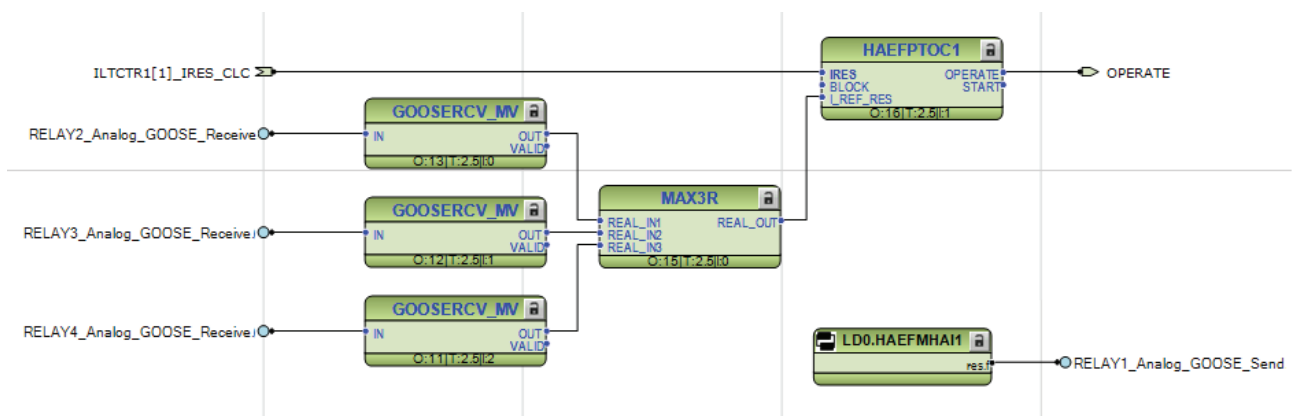 HAEFPTOC1
ILTCTR1[1]_IRES_CLC
IRES OPERATE
BLOCK START
I_REF_RES
O:16|T:2.5|I:1
OPERATE
GOOSERCV_MV
RELAY2_Analog_GOOSE_Receive
IN OUT
VALID
O:13|T:2.5|I:0
GOOSERCV_MV
RELAY3_Analog_GOOSE_Receive
IN OUT
VALID
O:12|T:2.5|I:1
MAX3R
REAL_IN1 REAL_OUT
REAL_IN2
REAL_IN3
O:15|T:2.5|I:0
GOOSERCV_MV
RELAY4_Analog_GOOSE_Receive
IN OUT
VALID
O:11|T:2.5|I:2
LD0.HAEFMHAI1
res.f
RELAY1_Analog_GOOSE_Send